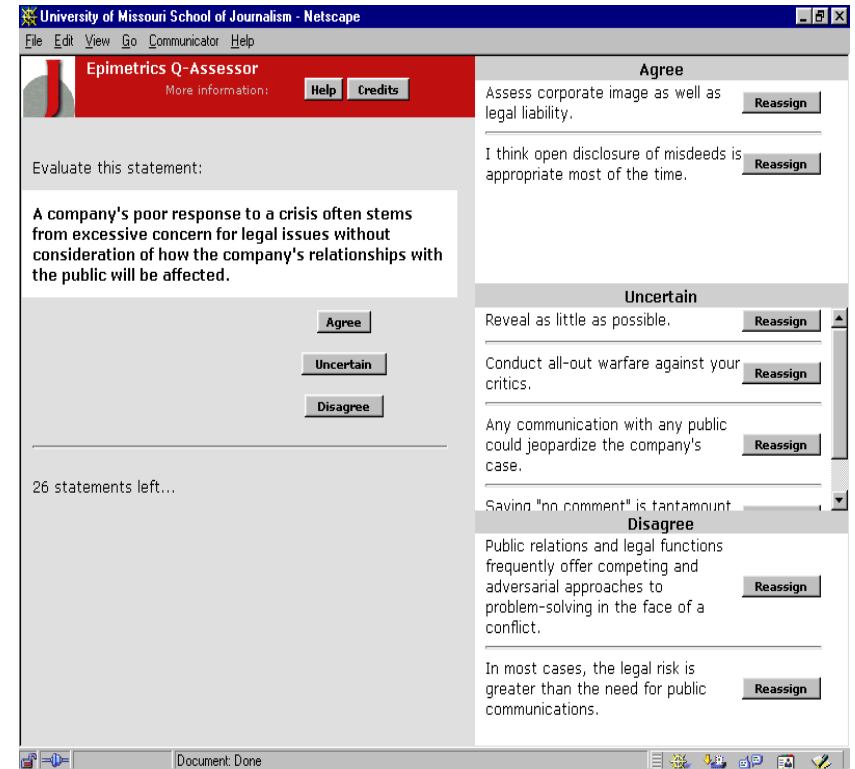 University of Missouri School of Journalism - Netscape
File Edit View Go Communicator Help
Epimetrics Q-Assessor
More information:
Help
Credits
Evaluate this statement:
A company's poor response to a crisis often stems
from excessive concern for legal issues without
consideration of how the company's relationships with
the public will be affected.
Agree
Uncertain
Disagree
26 statements left...
Agree
Assess corporate image as well as
legal liability.
Reassign
I think open disclosure of misdeeds is
appropriate most of the time.
Reassign
Uncertain
Reveal as little as possible.
Reassign
Conduct all-out warfare against your
critics.
Reassign
Any communication with any public
could jeopardize the company's
case.
Reassign
Saying "no comment" is tantamount
Disagree
Public relations and legal functions
frequently offer competing and
adversarial approaches to
problem-solving in the face of a
conflict.
Reassign
In most cases, the legal risk is
greater than the need for public
communications.
Reassign
Document: Done